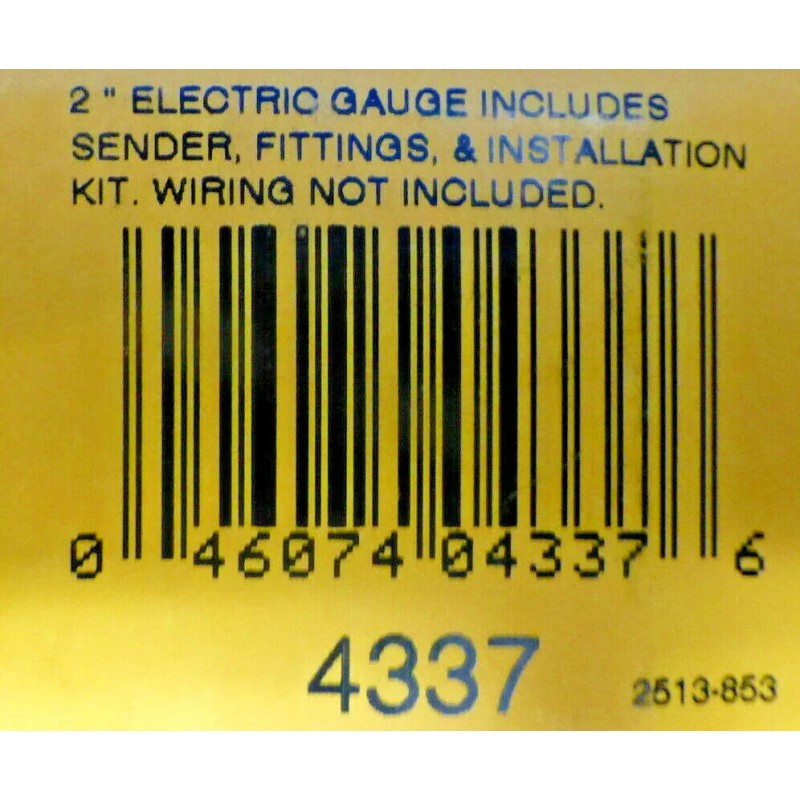 2 " ELECTRIC GAUGE INCLUDES
SENDER, FITTINGS, & INSTALLATION
KIT. WIRING NOT INCLUDED.
0 46074 04337 6
4337
2513-853